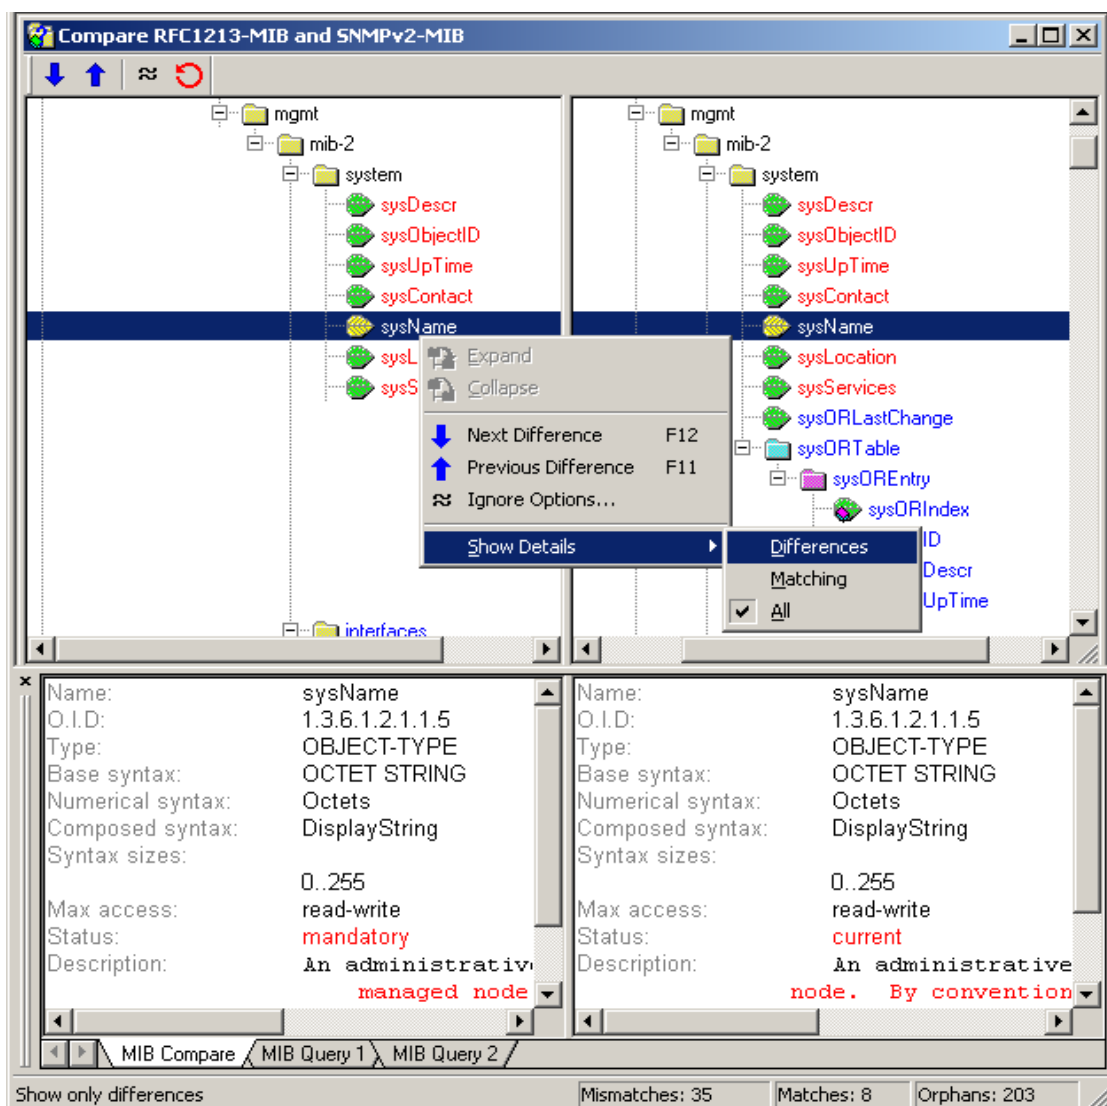 Compare RFC1213-MIB and SNMPv2-MIB
mgmt
mib-2
system
sysDescr
sysObjectID
sysUpTime
sysContact
sysName
sysL
sysS
interfaces
mgmt
mib-2
system
sysDescr
sysObjectID
sysUpTime
sysContact
sysName
sysLocation
sysServices
sysORLastChange
sysORTable
sysOREntry
sysORIndex
ID
Descr
UpTime
Expand
Collapse
Next Difference F12
Previous Difference F11
Ignore Options...
Show Details
Differences
Matching
All
Name: sysName
O.I.D: 1.3.6.1.2.1.1.5
Type: OBJECT-TYPE
Base syntax: OCTET STRING
Numerical syntax: Octets
Composed syntax: DisplayString
Syntax sizes:
0..255
Max access: read-write
Status: mandatory
Description: An administrativ
managed node
Name: sysName
O.I.D: 1.3.6.1.2.1.1.5
Type: OBJECT-TYPE
Base syntax: OCTET STRING
Numerical syntax: Octets
Composed syntax: DisplayString
Syntax sizes:
0..255
Max access: read-write
Status: current
Description: An administrative
node. By convention
MIB Compare MIB Query 1 MIB Query 2
Show only differences Mismatches: 35 Matches: 8 Orphans: 203